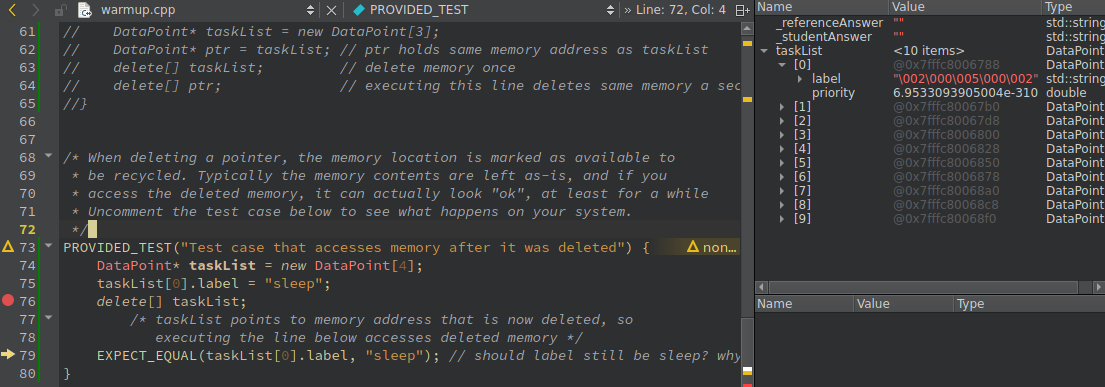 warmup.cpp PROVIDED_TEST » Line: 72, Col: 4
61 //    DataPoint* taskList = new DataPoint[3];
62 //    DataPoint* ptr = taskList; // ptr holds same memory address as taskList
63 //    delete[] taskList;         // delete memory once
64 //    delete[] ptr;              // executing this line deletes same memory a sec
65 //}
66
67
68 /* When deleting a pointer, the memory location is marked as available to
69  * be recycled. Typically the memory contents are left as-is, and if you
70  * access the deleted memory, it can actually look "ok", at least for a while
71  * Uncomment the test case below to see what happens on your system.
72  */
73 PROVIDED_TEST("Test case that accesses memory after it was deleted") { non...
74     DataPoint* taskList = new DataPoint[4];
75     taskList[0].label = "sleep";
76     delete[] taskList;
77         /* taskList points to memory address that is now deleted, so
78            executing the line below accesses deleted memory */
79     EXPECT_EQUAL(taskList[0].label, "sleep"); // should label still be sleep? why
80 }
Name Value Type
_referenceAnswer "" std::string
_studentAnswer "" std::string
taskList <10 items> DataPoint
[0] @0x7fffc8006788 DataPoint
label "\002\000\005\000\002" std::string
priority 6.9533093905004e-310 double
[1] @0x7fffc80067b0 DataPoint
[2] @0x7fffc80067d8 DataPoint
[3] @0x7fffc8006800 DataPoint
[4] @0x7fffc8006828 DataPoint
[5] @0x7fffc8006850 DataPoint
[6] @0x7fffc8006878 DataPoint
[7] @0x7fffc80068a0 DataPoint
[8] @0x7fffc80068c8 DataPoint
[9] @0x7fffc80068f0 DataPoint
Name Value Type